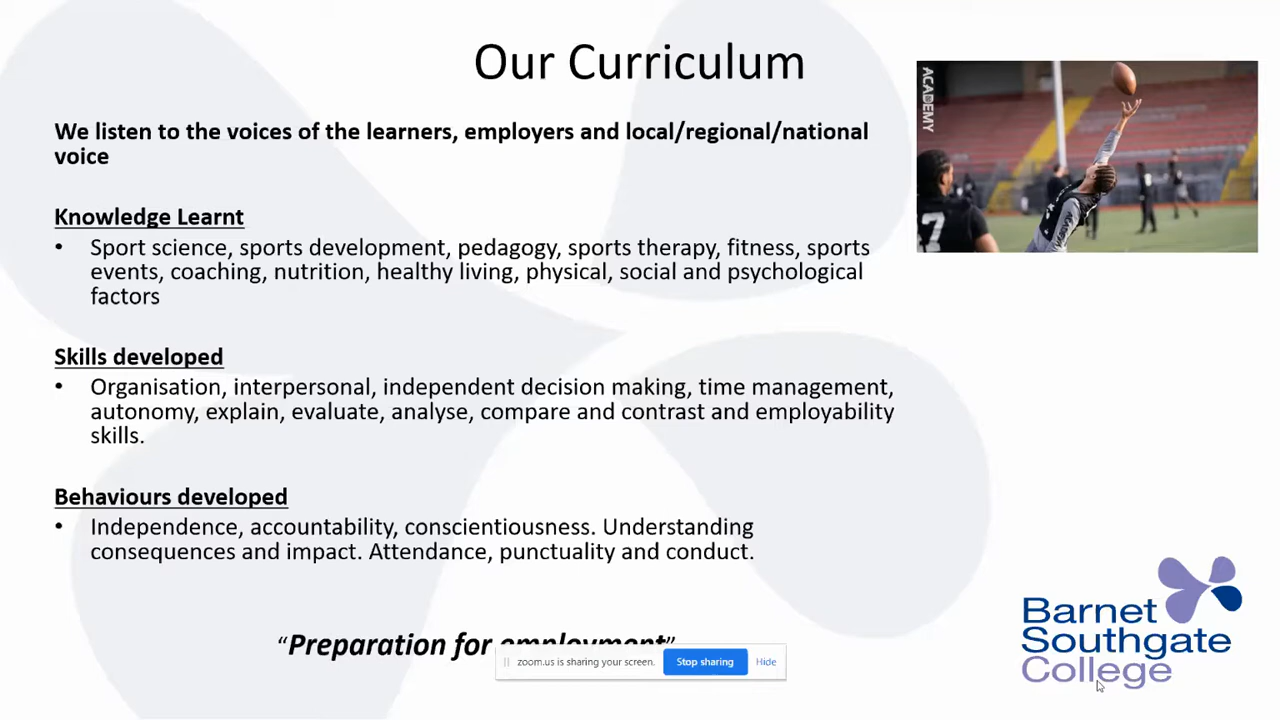 Our Curriculum
ACADEMY
We listen to the voices of the learners, employers and local/regional/national
voice
Knowledge Learnt
• Sport science, sports development, pedagogy, sports therapy, fitness, sports
events, coaching, nutrition, healthy living, physical, social and psychological
factors
7
Skills developed
• Organisation, interpersonal, independent decision making, time management,
autonomy, explain, evaluate, analyse, compare and contrast and employability
skills.
Behaviours developed
• Independence, accountability, conscientiousness. Understanding
consequences and impact. Attendance, punctuality and conduct.
“Preparation for employment”
zoom.us is sharing your screen. Stop sharing Hide
Barnet
Southgate
College